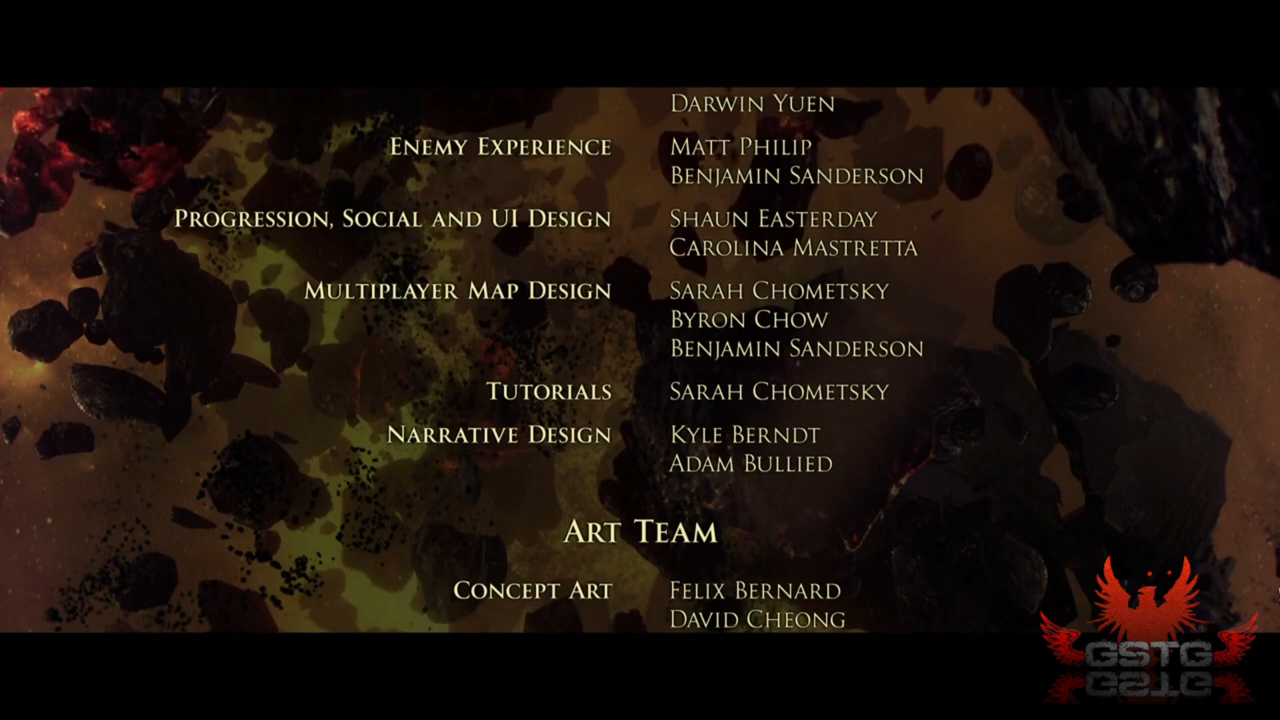 DARWIN YUEN
ENEMY EXPERIENCE MATT PHILIP
BENJAMIN SANDERSON
PROGRESSION, SOCIAL AND UI DESIGN SHAUN EASTERDAY
CAROLINA MASTRETTA
MULTIPLAYER MAP DESIGN SARAH CHOMETSKY
BYRON CHOW
BENJAMIN SANDERSON
TUTORIALS SARAH CHOMETSKY
NARRATIVE DESIGN KYLE BERNDT
ADAM BULLIED
ART TEAM
CONCEPT ART FELIX BERNARD
DAVID CHEONG
GSTG